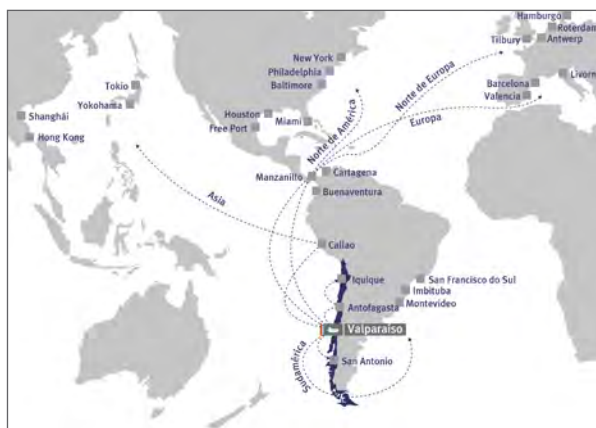 Hamburgo
Roterdam
Tilbury
Antwerp
New York
Philadelphia
Baltimore
Norte de Europa
Livorn
Tokio
Barcelona
Valencia
Yokohama
Houston
Miami
Norte de América
Europa
Shanghái
Free Port
Hong Kong
Manzanillo
Cartagena
Buenaventura
Asia
Callao
Iquique
San Francisco do Sul
Imbituba
Antofagasta
Montevideo
Valparaíso
San Antonio
Sudamérica